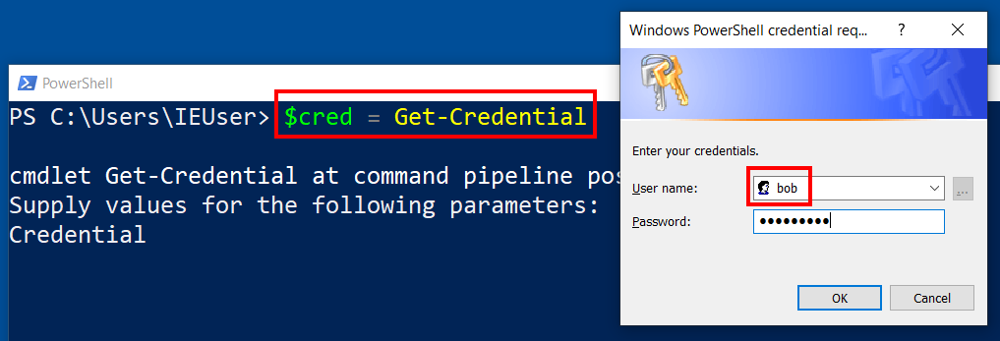 PowerShell
PS C:\Users\IEUser> $cred = Get-Credential
cmdlet Get-Credential at command pipeline pos
Supply values for the following parameters:
Credential
Windows PowerShell credential req... ?
Enter your credentials.
User name: bob ...
Password: •••••••••
OK Cancel